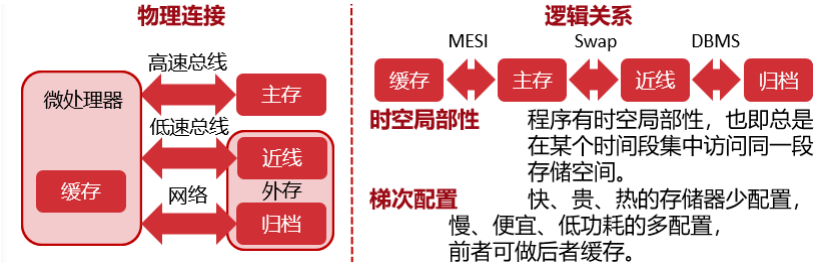 物理连接
高速总线
微处理器
主存
低速总线
近线
外存
缓存
网络
归档
逻辑关系
MESI Swap DBMS
缓存 主存 近线 归档
时空局部性 程序有时空局部性，也即总是
在某个时间段集中访问同一段
存储空间。
梯次配置 快、贵、热的存储器少配置，
慢、便宜、低功耗的多配置，
前者可做后者缓存。